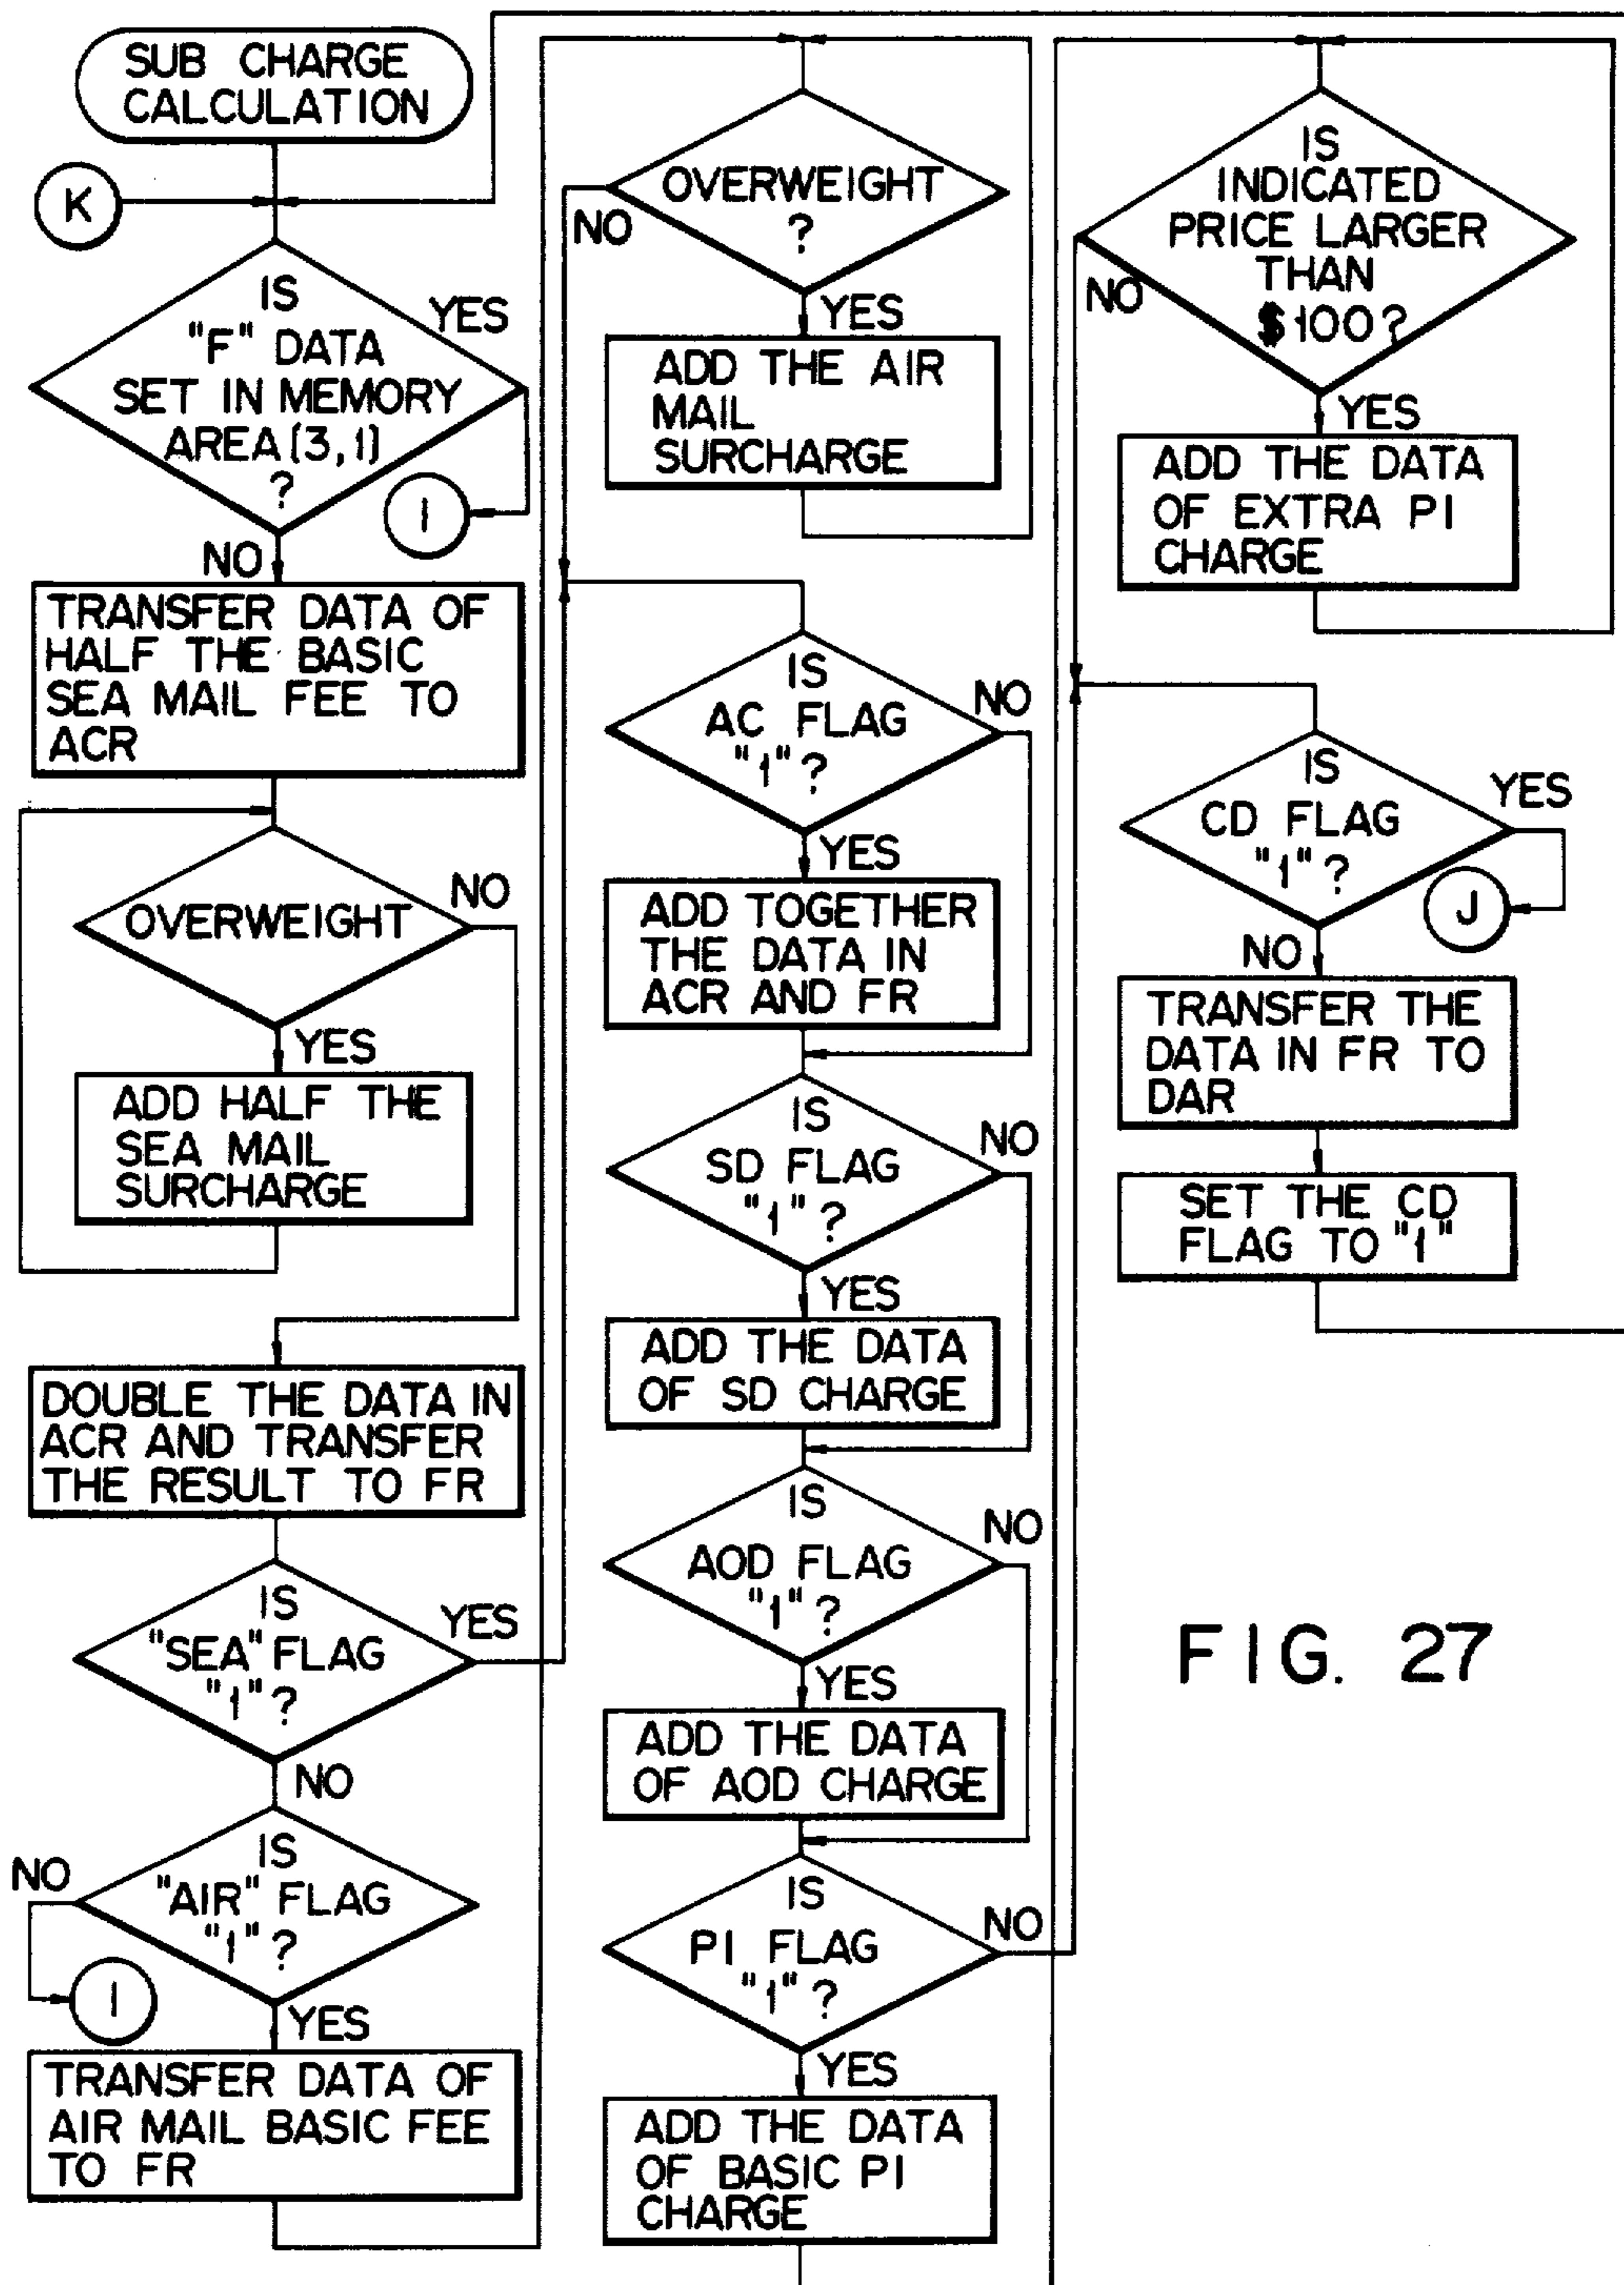 SUB CHARGE
CALCULATION
K
IS
"F" DATA
SET IN MEMORY
AREA(3,1)
?
YES
I
NO
TRANSFER DATA OF
HALF THE BASIC
SEA MAIL FEE TO
ACR
OVERWEIGHT
NO
YES
ADD HALF THE
SEA MAIL
SURCHARGE
DOUBLE THE DATA IN
ACR AND TRANSFER
THE RESULT TO FR
IS
"SEA" FLAG
"1" ?
YES
NO
IS
"AIR" FLAG
"1" ?
NO
I
YES
TRANSFER DATA OF
AIR MAIL BASIC FEE
TO FR
OVERWEIGHT
?
NO
YES
ADD THE AIR
MAIL
SURCHARGE
IS
AC FLAG
"1" ?
NO
YES
ADD TOGETHER
THE DATA IN
ACR AND FR
IS
SD FLAG
"1" ?
NO
YES
ADD THE DATA
OF SD CHARGE
IS
AOD FLAG
"1" ?
NO
YES
ADD THE DATA
OF AOD CHARGE
IS
PI FLAG
"1" ?
NO
YES
ADD THE DATA
OF BASIC PI
CHARGE
IS
INDICATED
PRICE LARGER
THAN
$100?
NO
YES
ADD THE DATA
OF EXTRA PI
CHARGE
IS
CD FLAG
"1" ?
YES
J
NO
TRANSFER THE
DATA IN FR TO
DAR
SET THE CD
FLAG TO "1"
FIG. 27